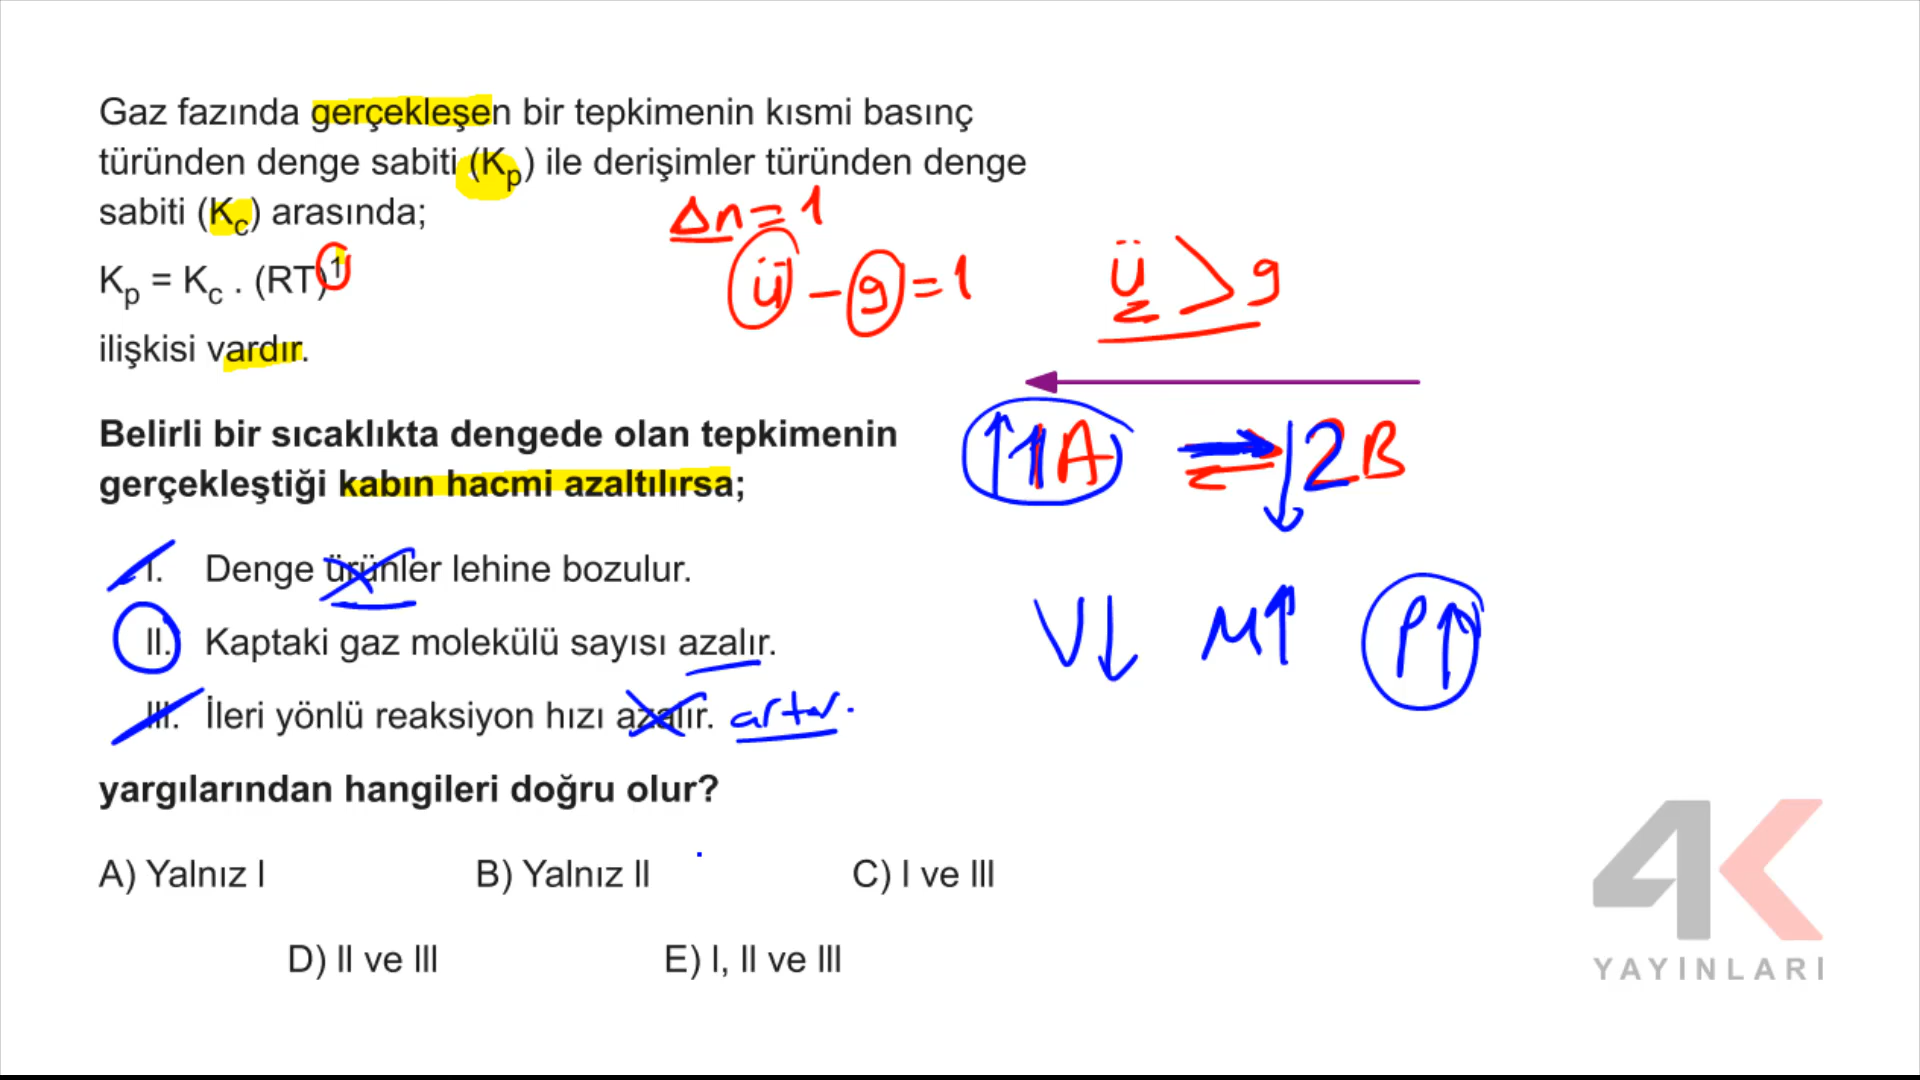 Gaz fazında gerçekleşen bir tepkimenin kısmi basınç
türünden denge sabiti (Kp) ile derişimler türünden denge
sabiti (Kc) arasında;
Δn = 1
Kp = Kc . (RT)¹
ü - g = 1
ü > g
ilişkisi vardır.
Belirli bir sıcaklıkta dengede olan tepkimenin
gerçekleştiği kabın hacmi azaltılırsa;
↑1A ⇌ ↓2B
I. Denge ürünler lehine bozulur.
II. Kaptaki gaz molekülü sayısı azalır.
V↓ M↑ P↑
III. İleri yönlü reaksiyon hızı azalır. artar.
yargılarından hangileri doğru olur?
A) Yalnız I B) Yalnız II C) I ve III
D) II ve III E) I, II ve III
4K
YAYINLARI